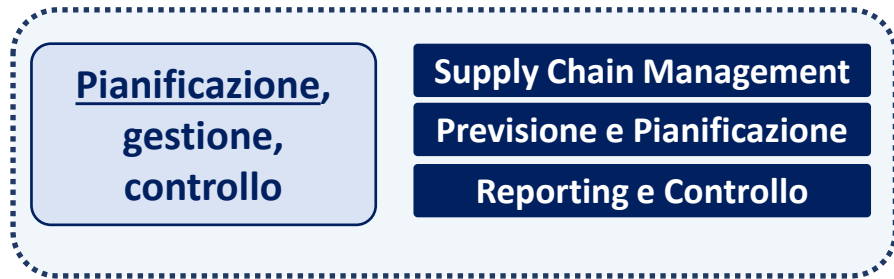 Pianificazione,
gestione,
controllo
Supply Chain Management
Previsione e Pianificazione
Reporting e Controllo